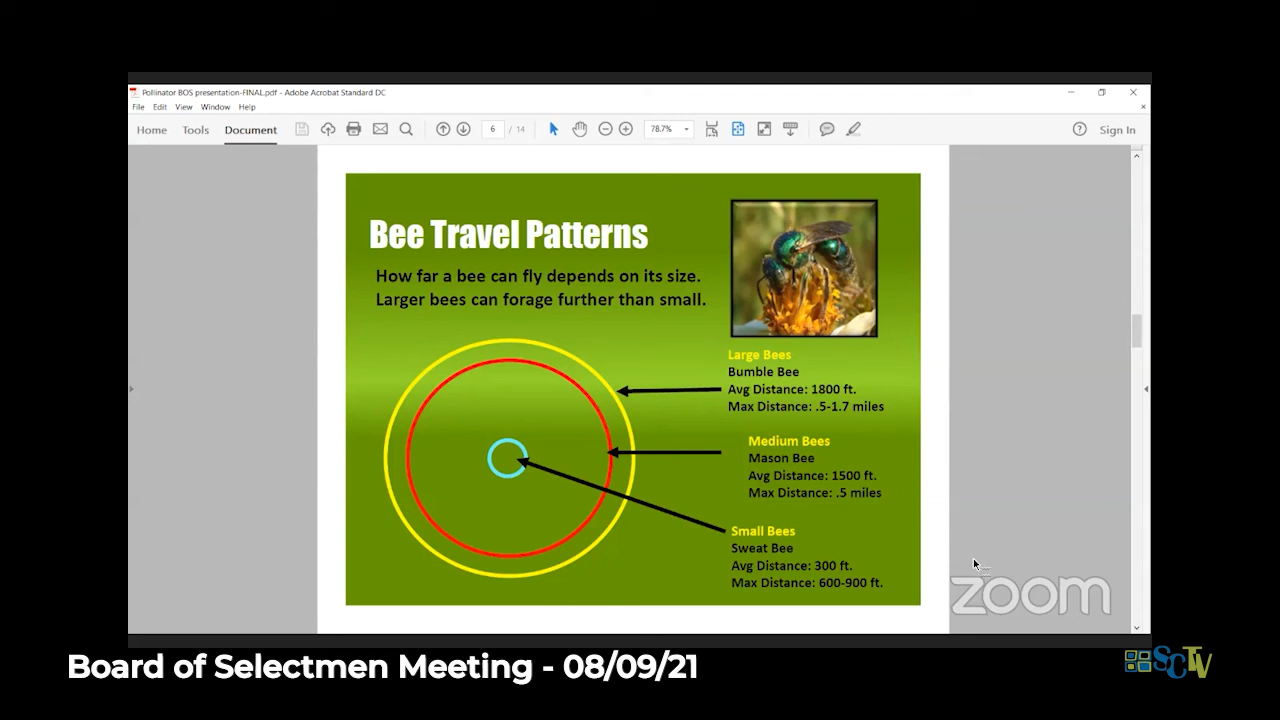 Pollinator BOS presentation-FINAL.pdf - Adobe Acrobat Standard DC
File Edit View Window Help
Home Tools Document 6 / 14 78.7% Sign In
Bee Travel Patterns
How far a bee can fly depends on its size.
Larger bees can forage further than small.
Large Bees
Bumble Bee
Avg Distance: 1800 ft.
Max Distance: .5-1.7 miles
Medium Bees
Mason Bee
Avg Distance: 1500 ft.
Max Distance: .5 miles
Small Bees
Sweat Bee
Avg Distance: 300 ft.
Max Distance: 600-900 ft.
zoom
Board of Selectmen Meeting - 08/09/21
SCTV